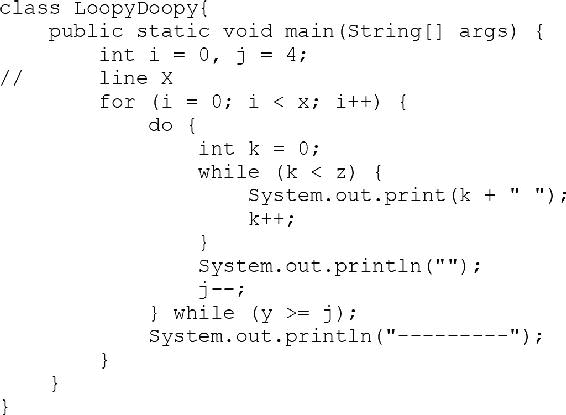 class LoopyDoopy{
    public static void main(String[] args) {
        int i = 0, j = 4;
//      line X
        for (i = 0; i < x; i++) {
            do {
                int k = 0;
                while (k < z) {
                    System.out.print(k + " ");
                    k++;
                }
                System.out.println("");
                j--;
            } while (y >= j);
            System.out.println("---------");
        }
    }
}